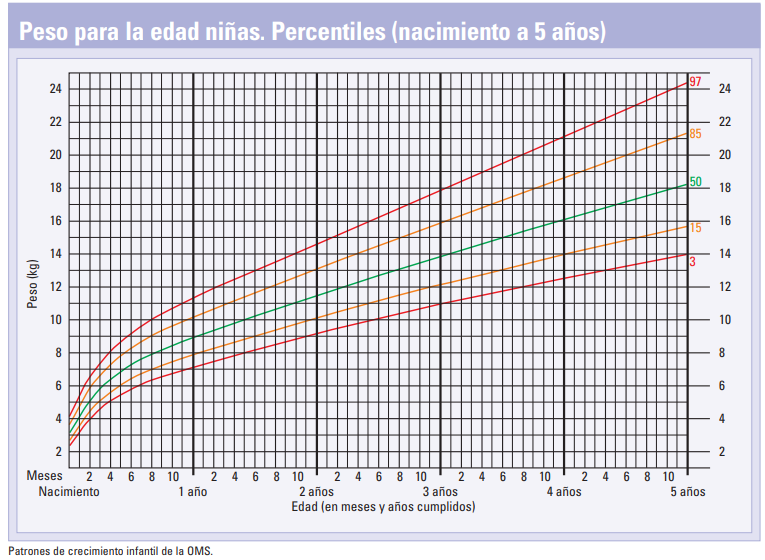 Peso para la edad niñas. Percentiles (nacimiento a 5 años)
24 97 24
22 85 22
20 20
18 50 18
16 15 16
14 3 14
12 12
10 10
8 8
6 6
4 4
2 2
Peso (kg)
Meses 2 4 6 8 10 2 4 6 8 10 2 4 6 8 10 2 4 6 8 10 2 4 6 8 10
Nacimiento 1 año 2 años 3 años 4 años 5 años
Edad (en meses y años cumplidos)
Patrones de crecimiento infantil de la OMS.